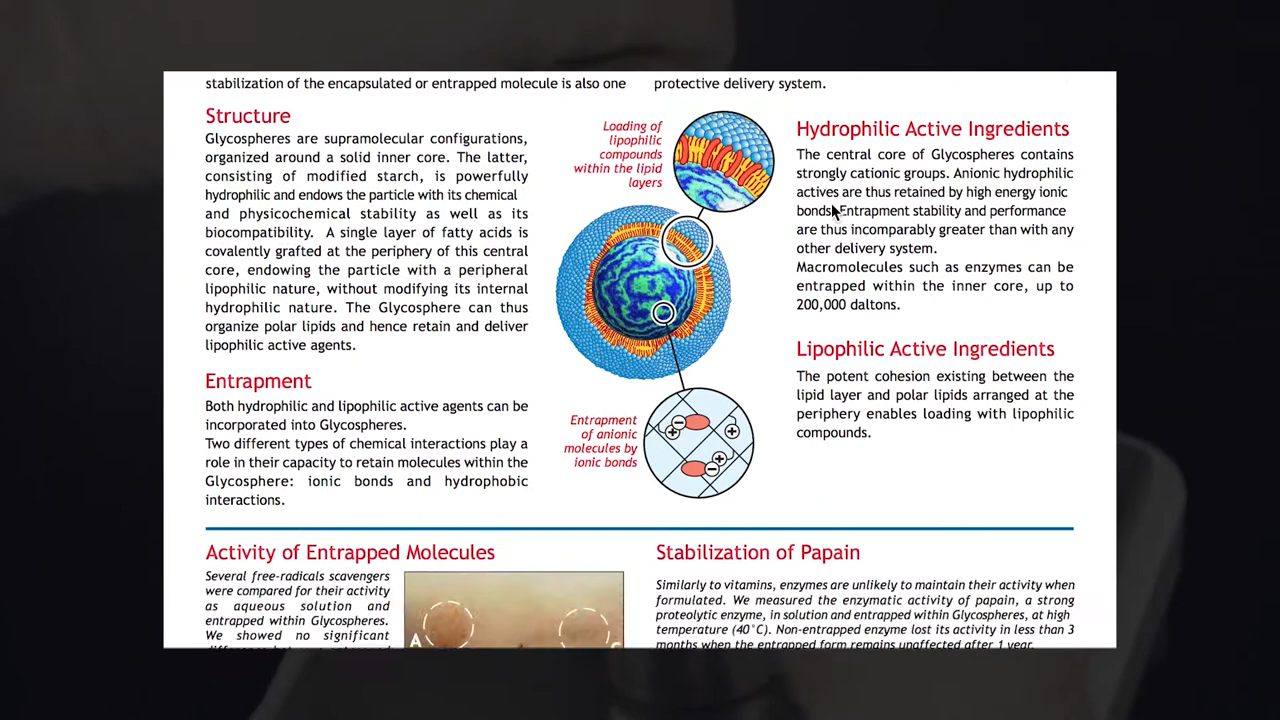 stabilization of the encapsulated or entrapped molecule is also one
protective delivery system.
Structure
Glycospheres are supramolecular configurations,
organized around a solid inner core. The latter,
consisting of modified starch, is powerfully
hydrophilic and endows the particle with its chemical
and physicochemical stability as well as its
biocompatibility. A single layer of fatty acids is
covalently grafted at the periphery of this central
core, endowing the particle with a peripheral
lipophilic nature, without modifying its internal
hydrophilic nature. The Glycosphere can thus
organize polar lipids and hence retain and deliver
lipophilic active agents.
Entrapment
Both hydrophilic and lipophilic active agents can be
incorporated into Glycospheres.
Two different types of chemical interactions play a
role in their capacity to retain molecules within the
Glycosphere: ionic bonds and hydrophobic
interactions.
Loading of
lipophilic
compounds
within the lipid
layers
Entrapment
of anionic
molecules by
ionic bonds
Hydrophilic Active Ingredients
The central core of Glycospheres contains
strongly cationic groups. Anionic hydrophilic
actives are thus retained by high energy ionic
bonds. Entrapment stability and performance
are thus incomparably greater than with any
other delivery system.
Macromolecules such as enzymes can be
entrapped within the inner core, up to
200,000 daltons.
Lipophilic Active Ingredients
The potent cohesion existing between the
lipid layer and polar lipids arranged at the
periphery enables loading with lipophilic
compounds.
Activity of Entrapped Molecules
Several free-radicals scavengers
were compared for their activity
as aqueous solution and
entrapped within Glycospheres.
We showed no significant
A
Stabilization of Papain
Similarly to vitamins, enzymes are unlikely to maintain their activity when
formulated. We measured the enzymatic activity of papain, a strong
proteolytic enzyme, in solution and entrapped within Glycospheres, at high
temperature (40°C). Non-entrapped enzyme lost its activity in less than 3
months when the entrapped form remains unaffected after 1 year.